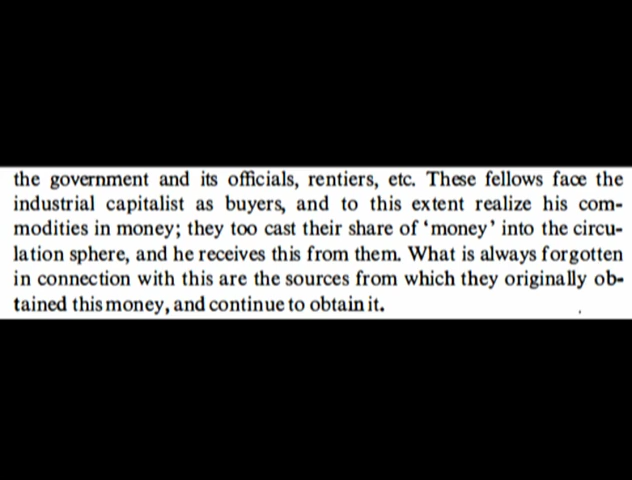 the government and its officials, rentiers, etc. These fellows face the
industrial capitalist as buyers, and to this extent realize his com-
modities in money; they too cast their share of ‘money’ into the circu-
lation sphere, and he receives this from them. What is always forgotten
in connection with this are the sources from which they originally ob-
tained this money, and continue to obtain it.